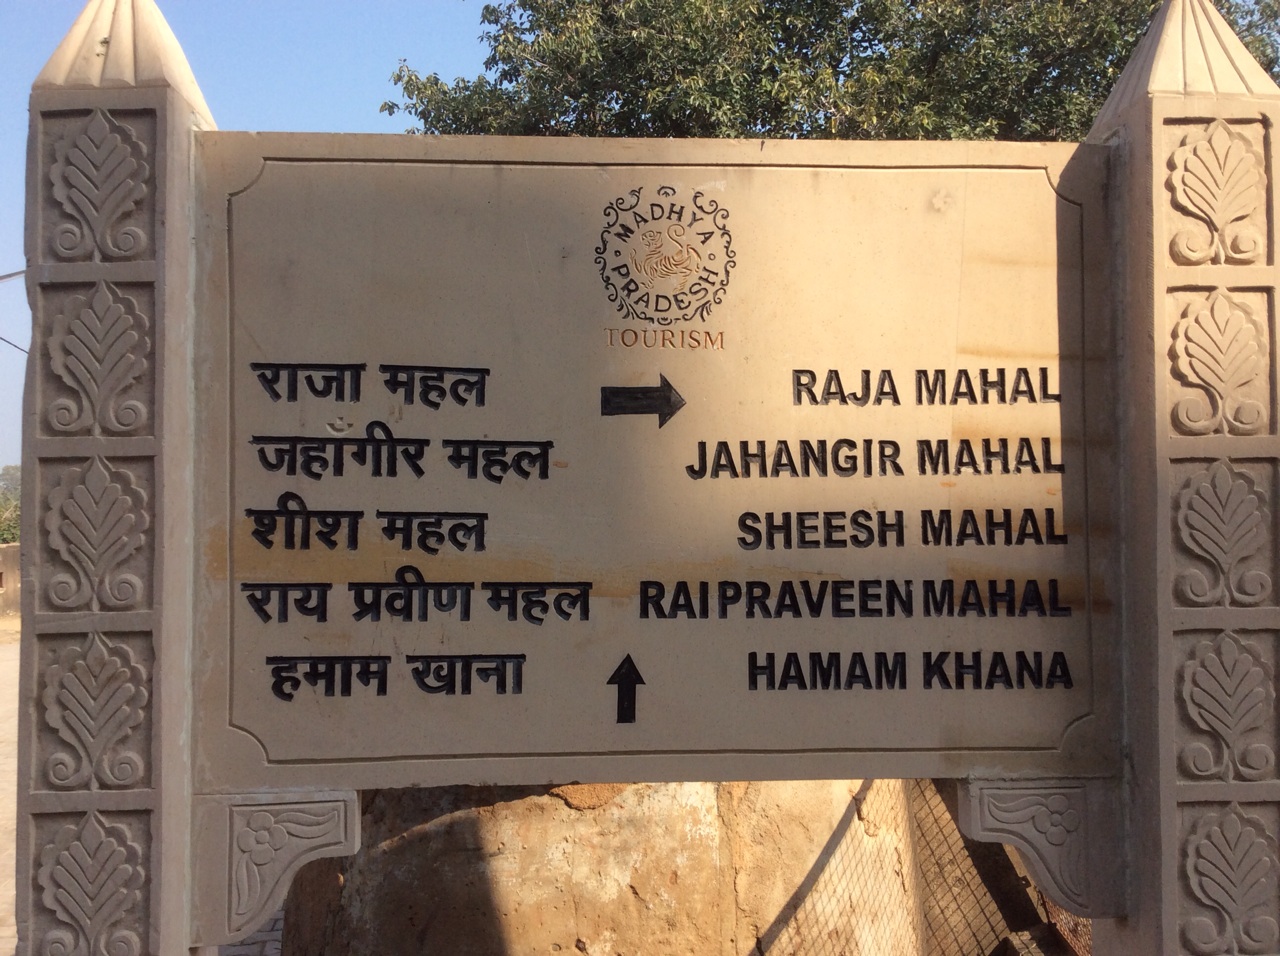 MADHYA PRADESH
TOURISM
राजा महल → RAJA MAHAL
जहाँगीर महल JAHANGIR MAHAL
शीश महल SHEESH MAHAL
राय प्रवीण महल RAI PRAVEEN MAHAL
हमाम खाना ↑ HAMAM KHANA